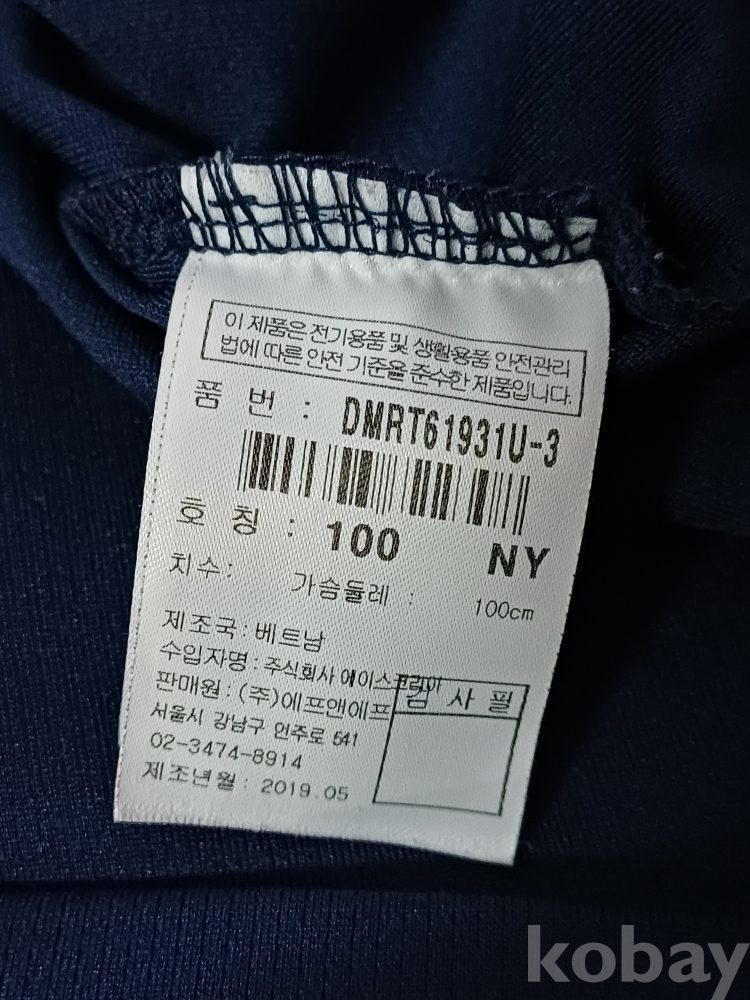 이 제품은 전기용품 및 생활용품 안전관리
법에 따른 안전 기준을 준수한 제품입니다.
품 번 : DMRT61931U-3
호 칭 : 100 NY
치수: 가슴둘레 : 100cm
제조국: 베트남
수입자명: 주식회사 에이스코리아
판매원: (주)에프앤에프
검 사 필
서울시 강남구 언주로 541
02-3474-8914
제조년월: 2019.05
kobay